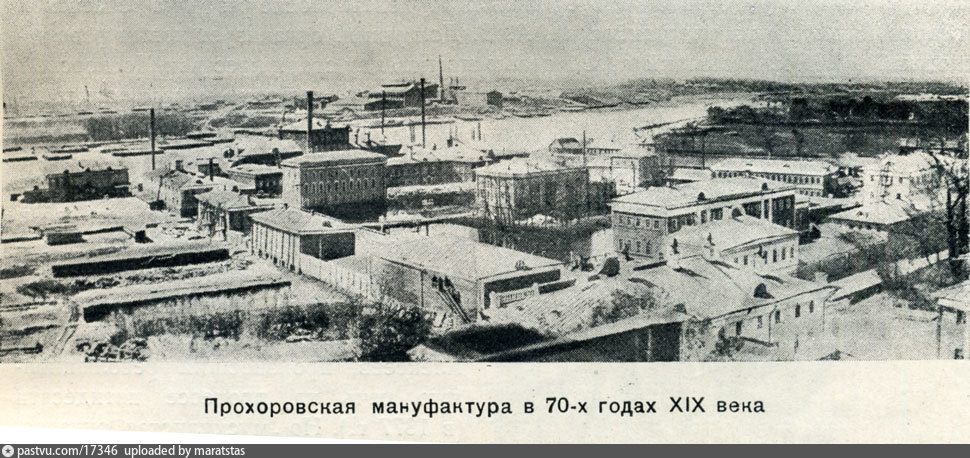 Прохоровская мануфактура в 70-х годах XIX века
pastvu.com/17346 uploaded by maratstas